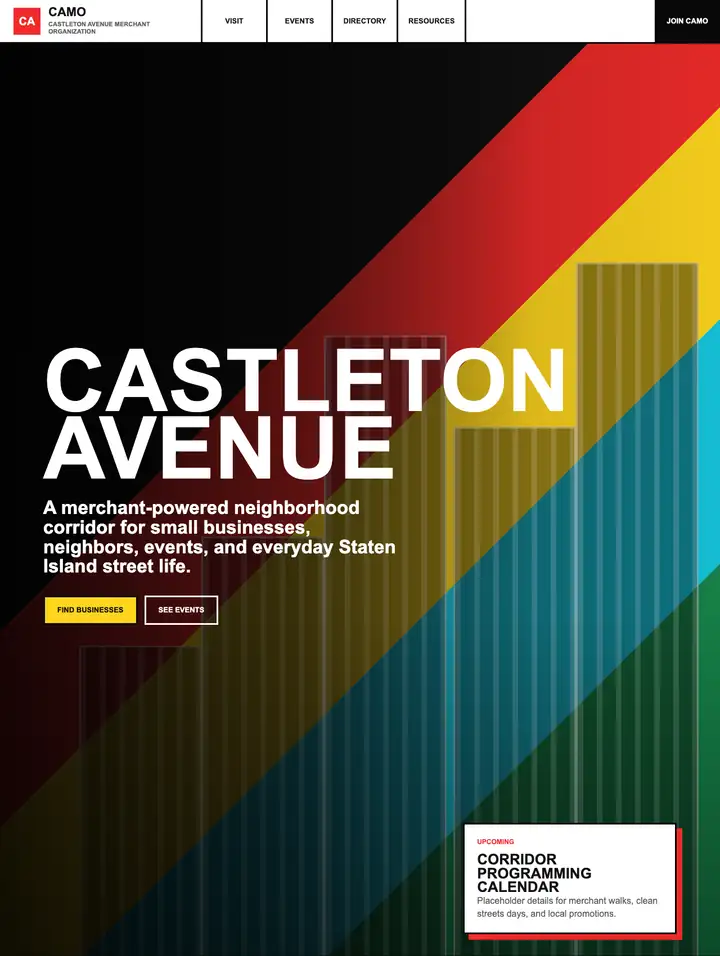 CA
CAMO
CASTLETON AVENUE MERCHANT
ORGANIZATION
VISIT
EVENTS
DIRECTORY
RESOURCES
JOIN CAMO
CASTLETON
AVENUE
A merchant-powered neighborhood
corridor for small businesses,
neighbors, events, and everyday Staten
Island street life.
FIND BUSINESSES
SEE EVENTS
UPCOMING
CORRIDOR
PROGRAMMING
CALENDAR
Placeholder details for merchant walks, clean
streets days, and local promotions.